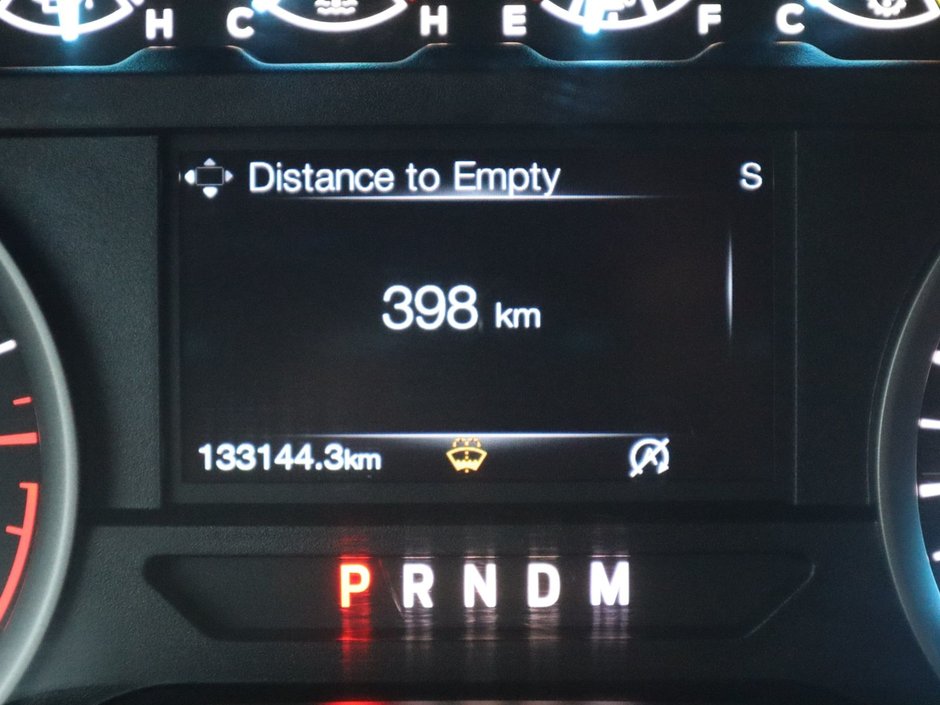 H C H E F C
Distance to Empty S
398 km
133144.3km
P R N D M